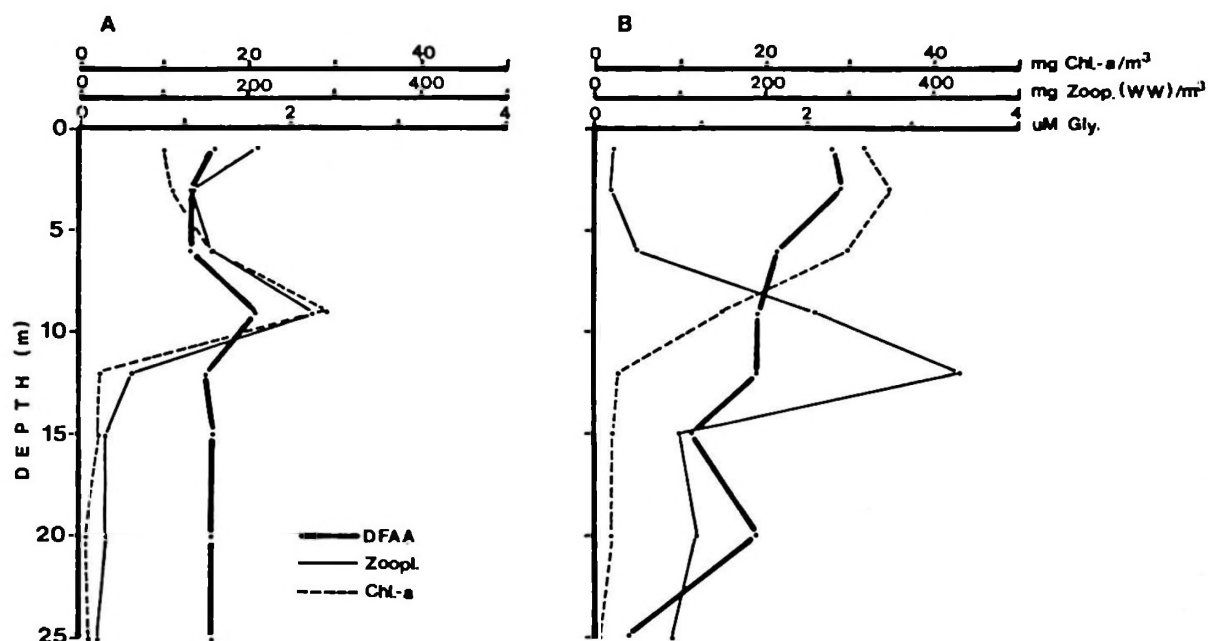 A
B
0 20 40
0 20 40 mg Chl.-a/m³
0 200 400
0 200 400 mg Zoop.(WW)/m³
0 2 4
0 2 4 uM Gly.
0
5
10
15
20
25
DEPTH (m)
DFAA
Zoopl.
Chl.-a